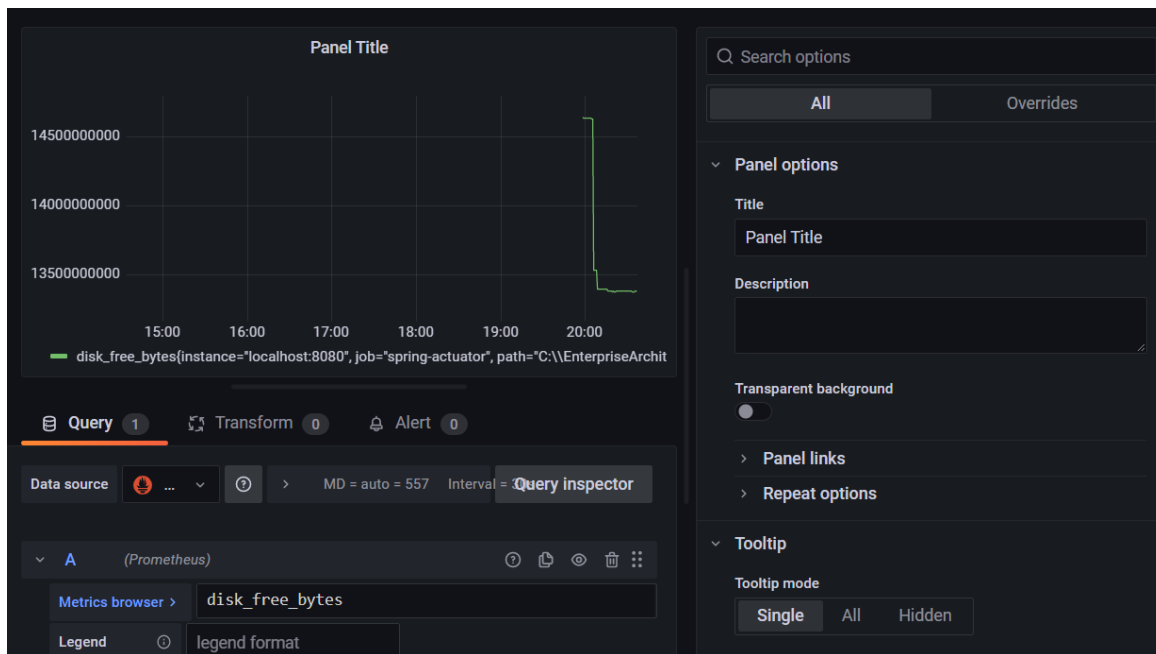 Panel Title
14500000000
14000000000
13500000000
15:00 16:00 17:00 18:00 19:00 20:00
disk_free_bytes{instance="localhost:8080", job="spring-actuator", path="C:\\EnterpriseArchit
Query 1 Transform 0 Alert 0
Data source ... MD = auto = 557 Interval = Query inspector
A (Prometheus)
Metrics browser > disk_free_bytes
Legend legend format
Search options
All Overrides
Panel options
Title
Panel Title
Description
Transparent background
Panel links
Repeat options
Tooltip
Tooltip mode
Single All Hidden